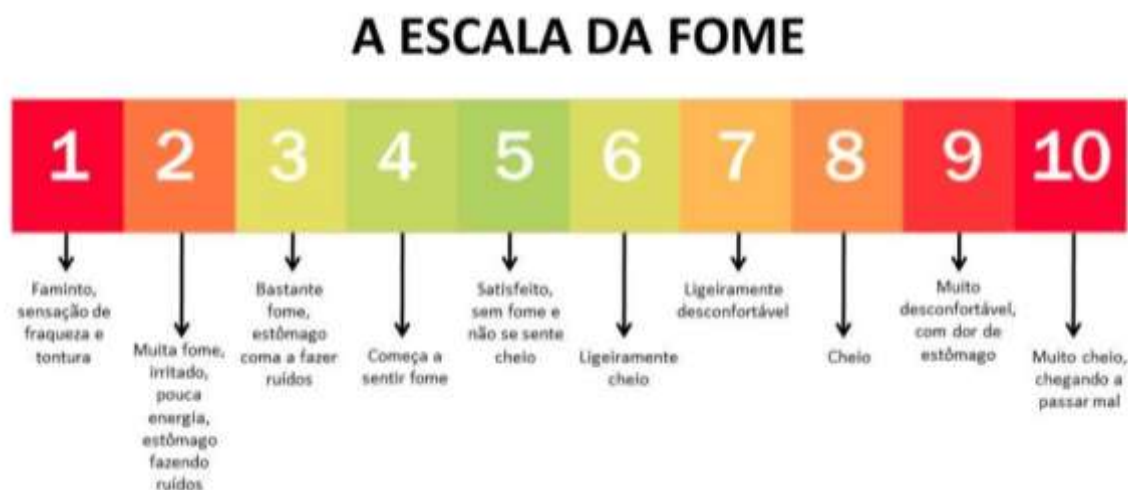 A ESCALA DA FOME
1
2
3
4
5
6
7
8
9
10
Faminto,
sensação de
fraqueza e
tontura
Muita fome,
irritado,
pouca
energia,
estômago
fazendo
ruídos
Bastante
fome,
estômago
coma a fazer
ruídos
Começa a
sentir fome
Satisfeito,
sem fome e
não se sente
cheio
Ligeiramente
cheio
Ligeiramente
desconfortável
Cheio
Muito
desconfortável,
com dor de
estômago
Muito cheio,
chegando a
passar mal